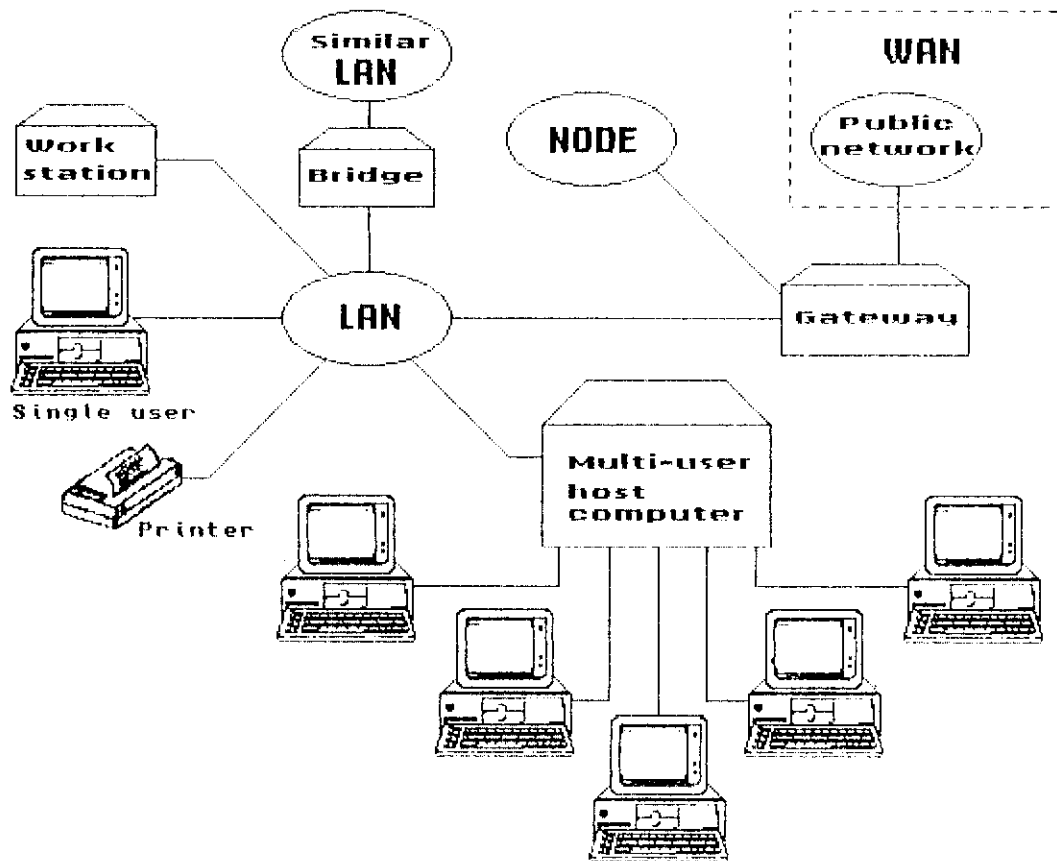 Similar
LAN
WAN
Work
station
Bridge
NODE
Public
network
LAN
Gateway
Single user
Multi-user
host
computer
Printer